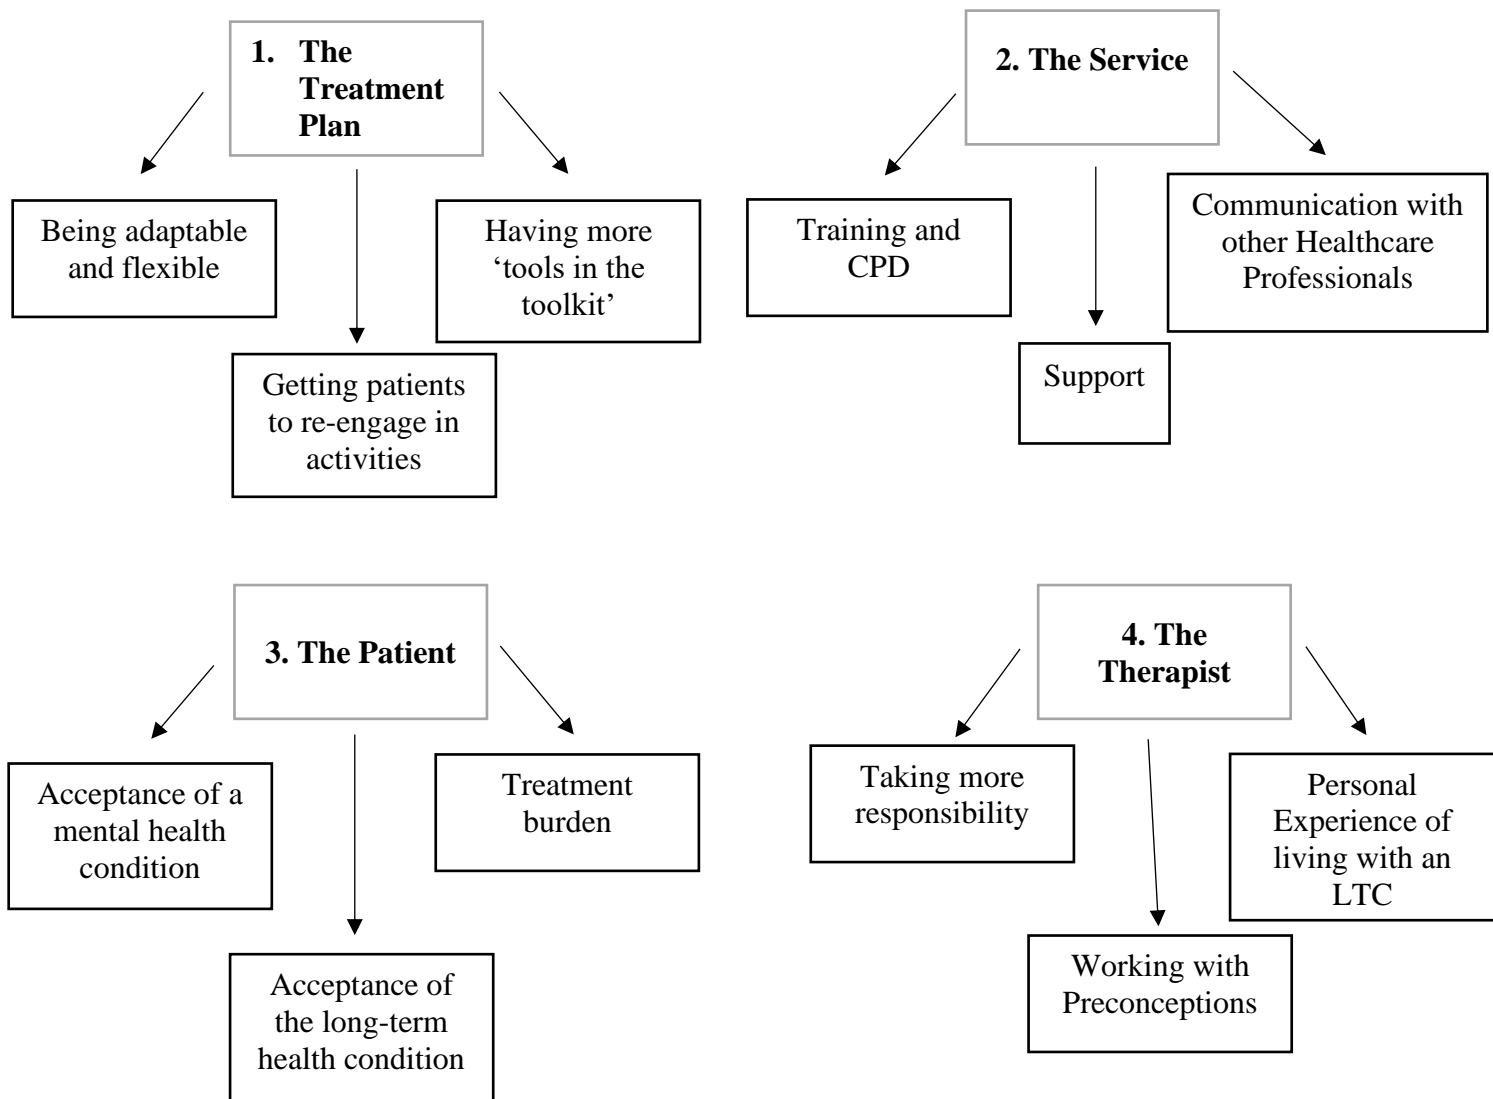 1. The
Treatment
Plan
Being adaptable
and flexible
Getting patients
to re-engage in
activities
Having more
‘tools in the
toolkit’
2. The Service
Training and
CPD
Support
Communication with
other Healthcare
Professionals
3. The Patient
Acceptance of a
mental health
condition
Acceptance of
the long-term
health condition
Treatment
burden
4. The
Therapist
Taking more
responsibility
Working with
Preconceptions
Personal
Experience of
living with an
LTC